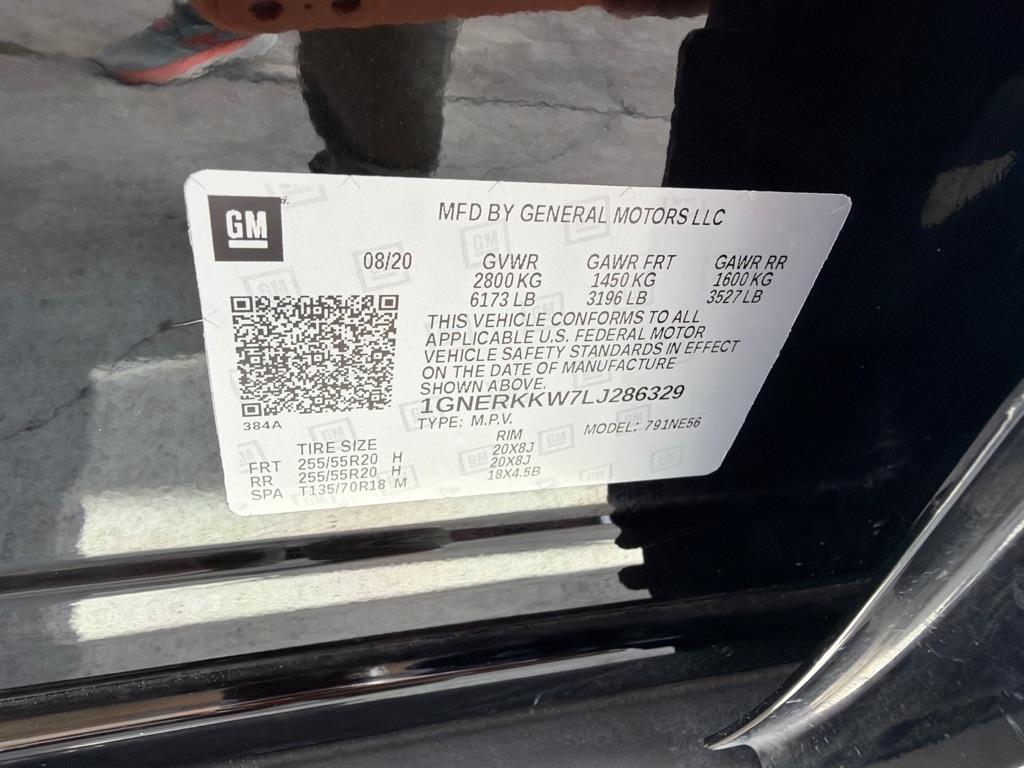 GM
MFD BY GENERAL MOTORS LLC
08/20 GVWR GAWR FRT GAWR RR
2800 KG 1450 KG 1600 KG
6173 LB 3196 LB 3527 LB
THIS VEHICLE CONFORMS TO ALL
APPLICABLE U.S. FEDERAL MOTOR
VEHICLE SAFETY STANDARDS IN EFFECT
ON THE DATE OF MANUFACTURE
SHOWN ABOVE.
1GNERKKW7LJ286329
384A
TYPE: M.P.V. MODEL: 791NE56
TIRE SIZE RIM
FRT 255/55R20 H 20X8J
RR 255/55R20 H 20X8J
SPA T135/70R18 M 18X4.5B